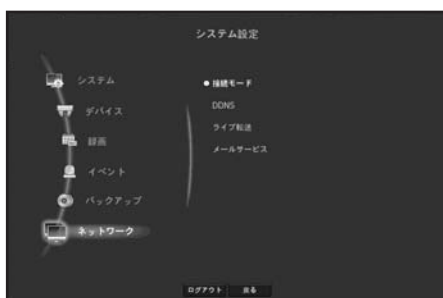 システム設定
システム
デバイス
録画
イベント
バックアップ
ネットワーク
接続モード
DDNS
ライブ転送
メールサービス
ログアウト 戻る